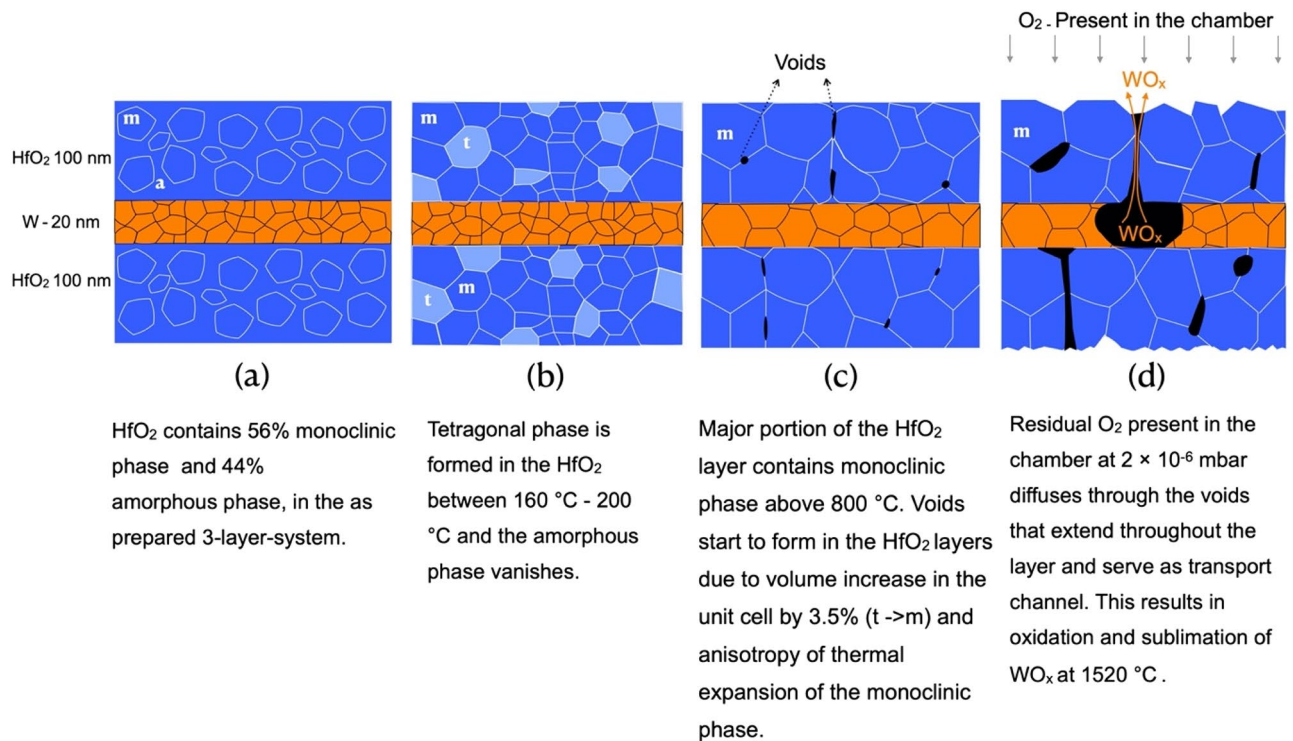 O₂ - Present in the chamber
Voids
WOₓ
m
m
t
m
m
HfO₂ 100 nm
a
W - 20 nm
WOₓ
HfO₂ 100 nm
m
t
(a)
(b)
(c)
(d)
HfO₂ contains 56% monoclinic
phase and 44%
amorphous phase, in the as
prepared 3-layer-system.
Tetragonal phase is
formed in the HfO₂
between 160 °C - 200
°C and the amorphous
phase vanishes.
Major portion of the HfO₂
layer contains monoclinic
phase above 800 °C. Voids
start to form in the HfO₂ layers
due to volume increase in the
unit cell by 3.5% (t ->m) and
anisotropy of thermal
expansion of the monoclinic
phase.
Residual O₂ present in the
chamber at 2 × 10⁻⁶ mbar
diffuses through the voids
that extend throughout the
layer and serve as transport
channel. This results in
oxidation and sublimation of
WOₓ at 1520 °C .